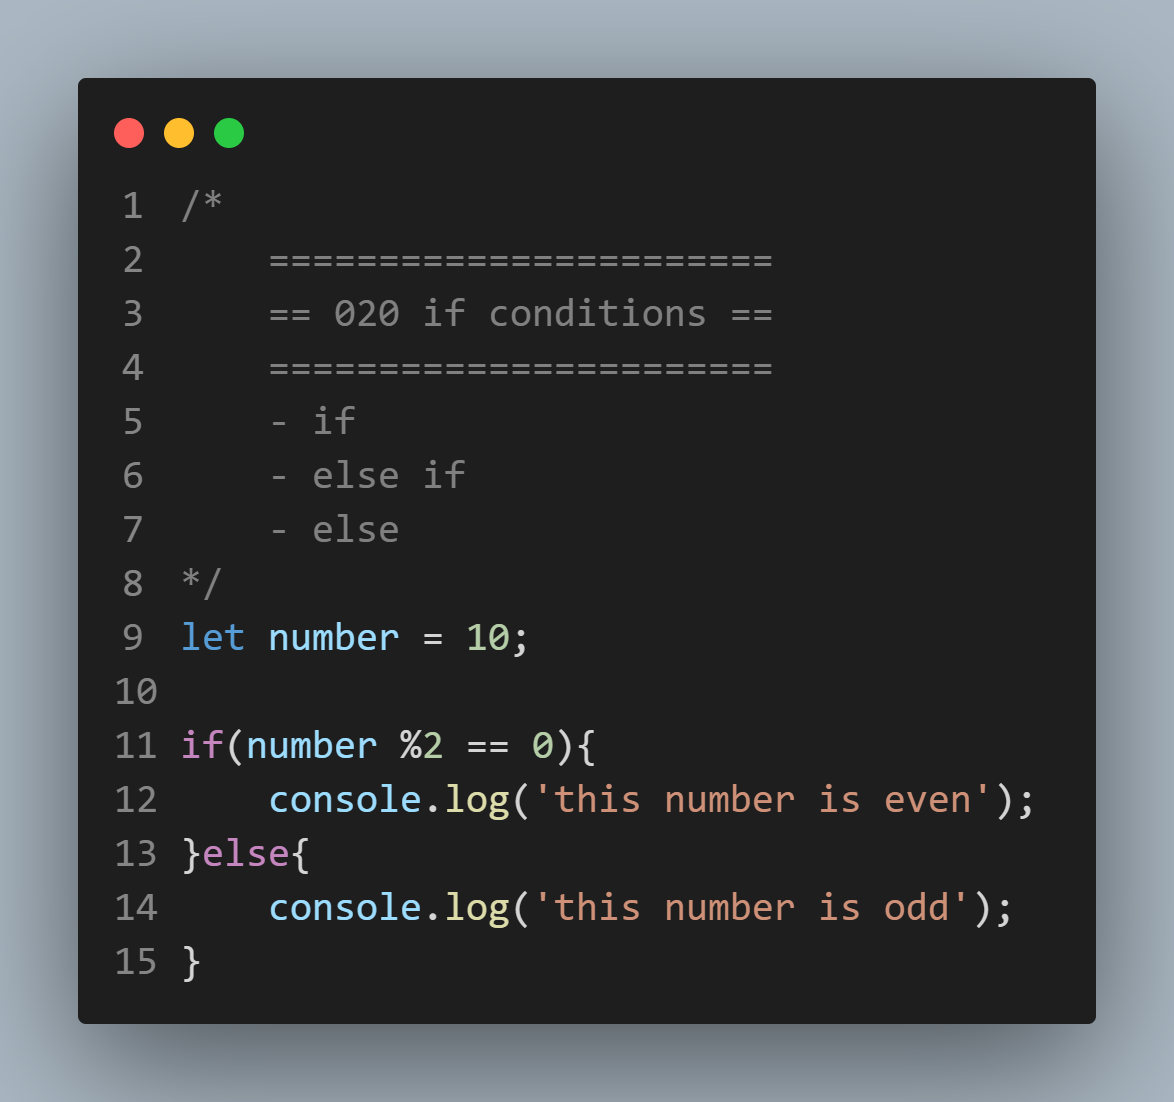 1 /*
2     =======================
3     == 020 if conditions ==
4     =======================
5     - if
6     - else if
7     - else
8 */
9 let number = 10;
10
11 if(number %2 == 0){
12     console.log('this number is even');
13 }else{
14     console.log('this number is odd');
15 }